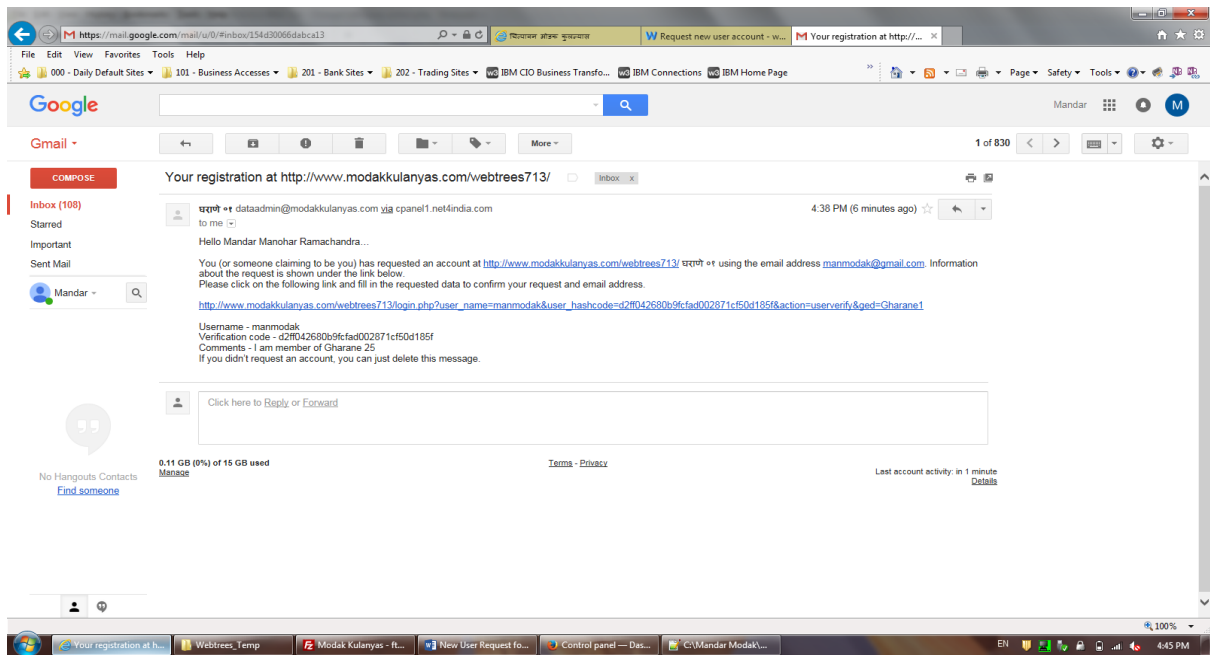 https://mail.google.com/mail/u/0/#inbox/154d30066dabca13
चित्पावन मोडक कुलन्यास
W Request new user account - w...
M Your registration at http://...
File Edit View Favorites Tools Help
000 - Daily Default Sites
101 - Business Accesses
201 - Bank Sites
202 - Trading Sites
w3 IBM CIO Business Transfo...
w3 IBM Connections
w3 IBM Home Page
Page Safety Tools
Google
Mandar
M
Gmail
More
1 of 830
COMPOSE
Inbox (108)
Starred
Important
Sent Mail
Mandar
Your registration at http://www.modakkulanyas.com/webtrees713/
Inbox x
घराणे ०१ dataadmin@modakkulanyas.com via cpanel1.net4india.com
4:38 PM (6 minutes ago)
to me
Hello Mandar Manohar Ramachandra...
You (or someone claiming to be you) has requested an account at http://www.modakkulanyas.com/webtrees713/ घराणे ०१ using the email address manmodak@gmail.com. Information
about the request is shown under the link below.
Please click on the following link and fill in the requested data to confirm your request and email address.
http://www.modakkulanyas.com/webtrees713/login.php?user_name=manmodak&user_hashcode=d2ff042680b9fcfad002871cf50d185f&action=userverify&ged=Gharane1
Username - manmodak
Verification code - d2ff042680b9fcfad002871cf50d185f
Comments - I am member of Gharane 25
If you didn't request an account, you can just delete this message.
Click here to Reply or Forward
0.11 GB (0%) of 15 GB used
Manage
Terms - Privacy
Last account activity: in 1 minute
Details
No Hangouts Contacts
Find someone
100%
Your registration at h...
Webtrees_Temp
Modak Kulanyas - ft...
New User Request fo...
Control panel — Das...
C:\Mandar Modak\...
EN
4:45 PM